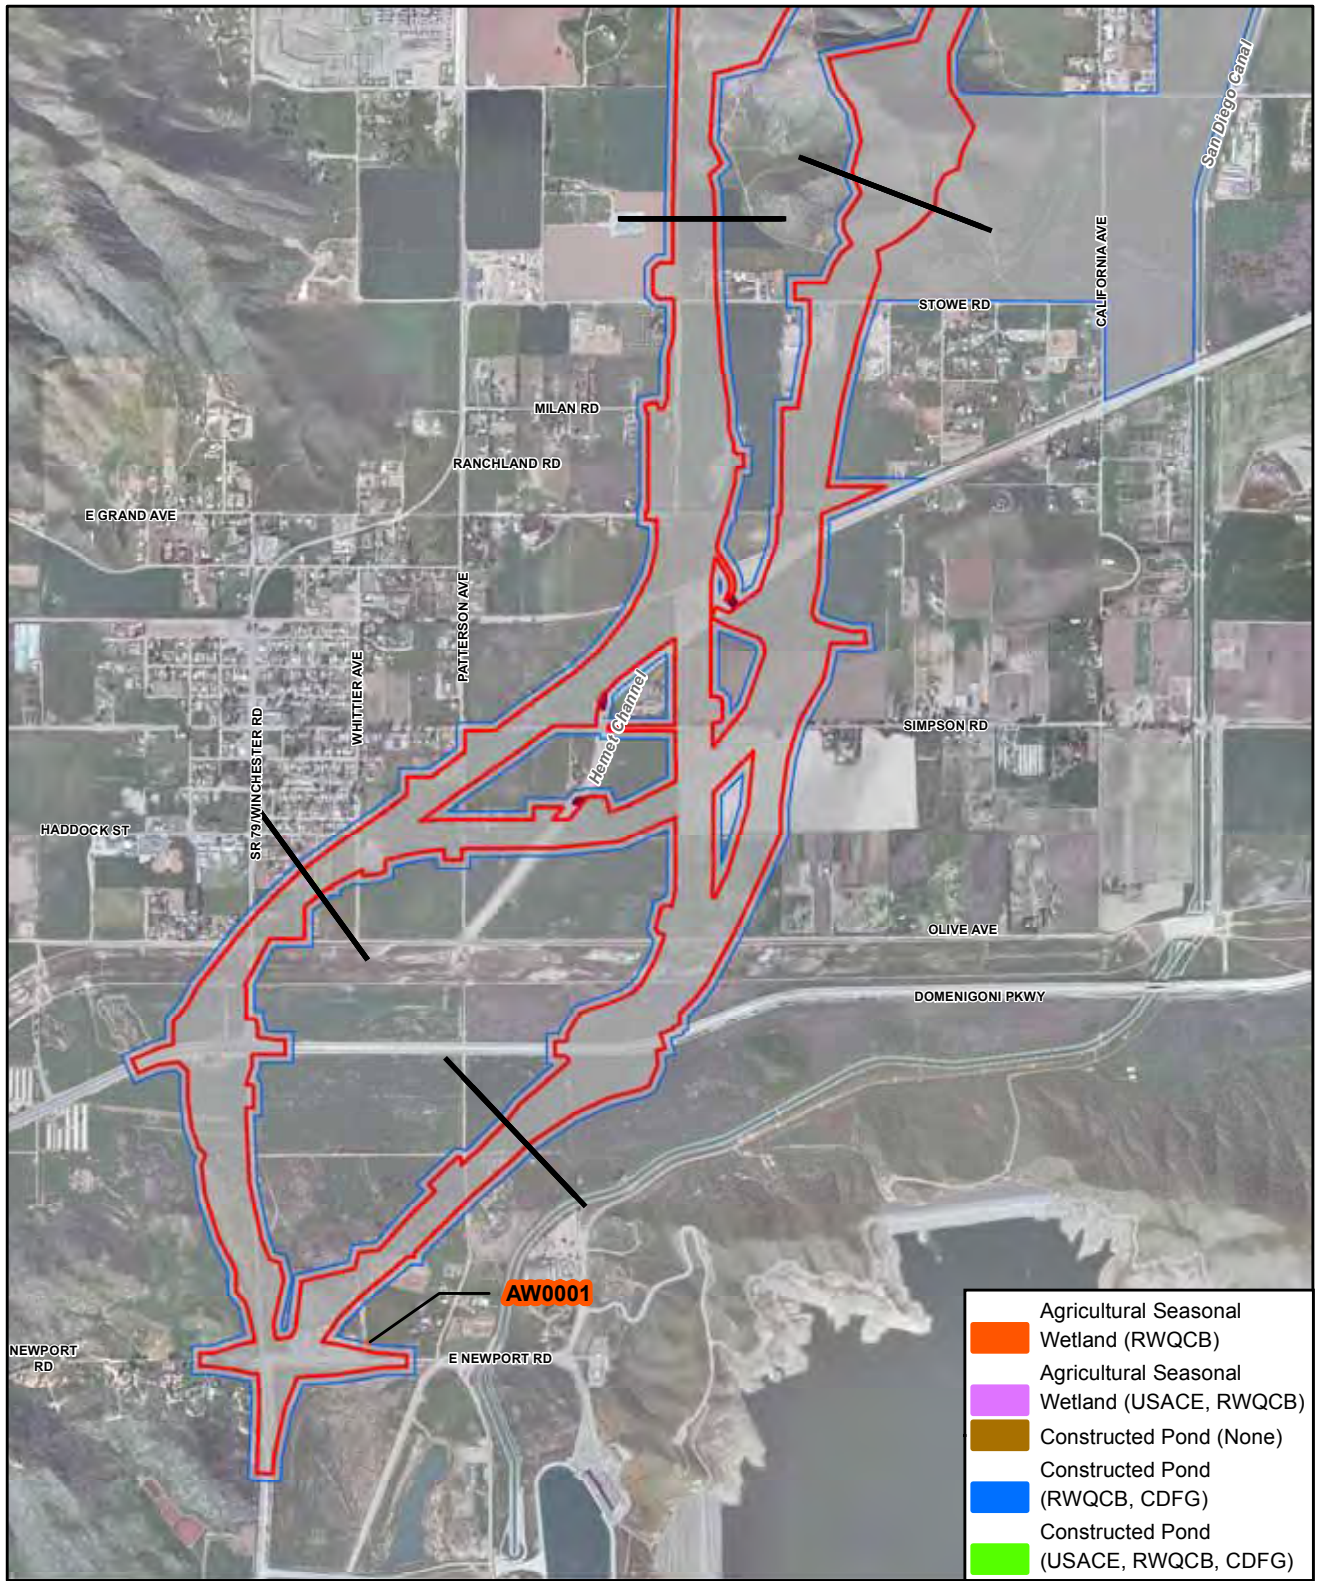 San Diego Canal
CALIFORNIA AVE
STOWE RD
MILAN RD
RANCHLAND RD
E GRAND AVE
PATTERSON AVE
WHITTIER AVE
Hemet Channel
SR 79/WINCHESTER RD
SIMPSON RD
HADDOCK ST
OLIVE AVE
DOMENIGONI PKWY
AW0001
NEWPORT
RD
E NEWPORT RD
Agricultural Seasonal
Wetland (RWQCB)
Agricultural Seasonal
Wetland (USACE, RWQCB)
Constructed Pond (None)
Constructed Pond
(RWQCB, CDFG)
Constructed Pond
(USACE, RWQCB, CDFG)